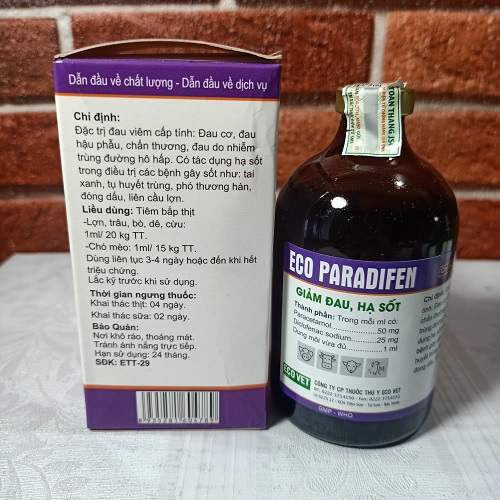 Dẫn đầu về chất lượng - Dẫn đầu về dịch vụ
Chỉ định:
Đặc trị đau viêm cấp tính: Đau cơ, đau
hậu phẫu, chấn thương, đau do nhiễm
trùng đường hô hấp. Có tác dụng hạ sốt
trong điều trị các bệnh gây sốt như: tai
xanh, tụ huyết trùng, phó thương hàn,
đóng dấu, liên cầu lợn.
Liều dùng: Tiêm bắp thịt
-Lợn, trâu, bò, dê, cừu:
1ml/ 20 kg TT.
-Chó mèo: 1ml/ 15 kg TT.
Dùng liên tục 3-4 ngày hoặc đến khi hết
triệu chứng.
Lắc kỹ trước khi sử dụng.
Thời gian ngưng thuốc:
Khai thác thịt: 04 ngày.
Khai thác sữa: 02 ngày.
Bảo Quản:
Nơi khô ráo, thoáng mát.
Tránh ánh nắng trực tiếp.
Hạn sử dụng: 24 tháng.
SĐK: ETT-29
ECO PARADIFEN
GIẢM ĐAU, HẠ SỐT
Thành phần: Trong mỗi ml có:
Paracetamol..........50 mg
Diclofenac sodium..........25 mg
Dung môi vừa đủ..........1 ml
ECO VET
CÔNG TY CP THUỐC THÚ Y ECO VET
GMP - WHO